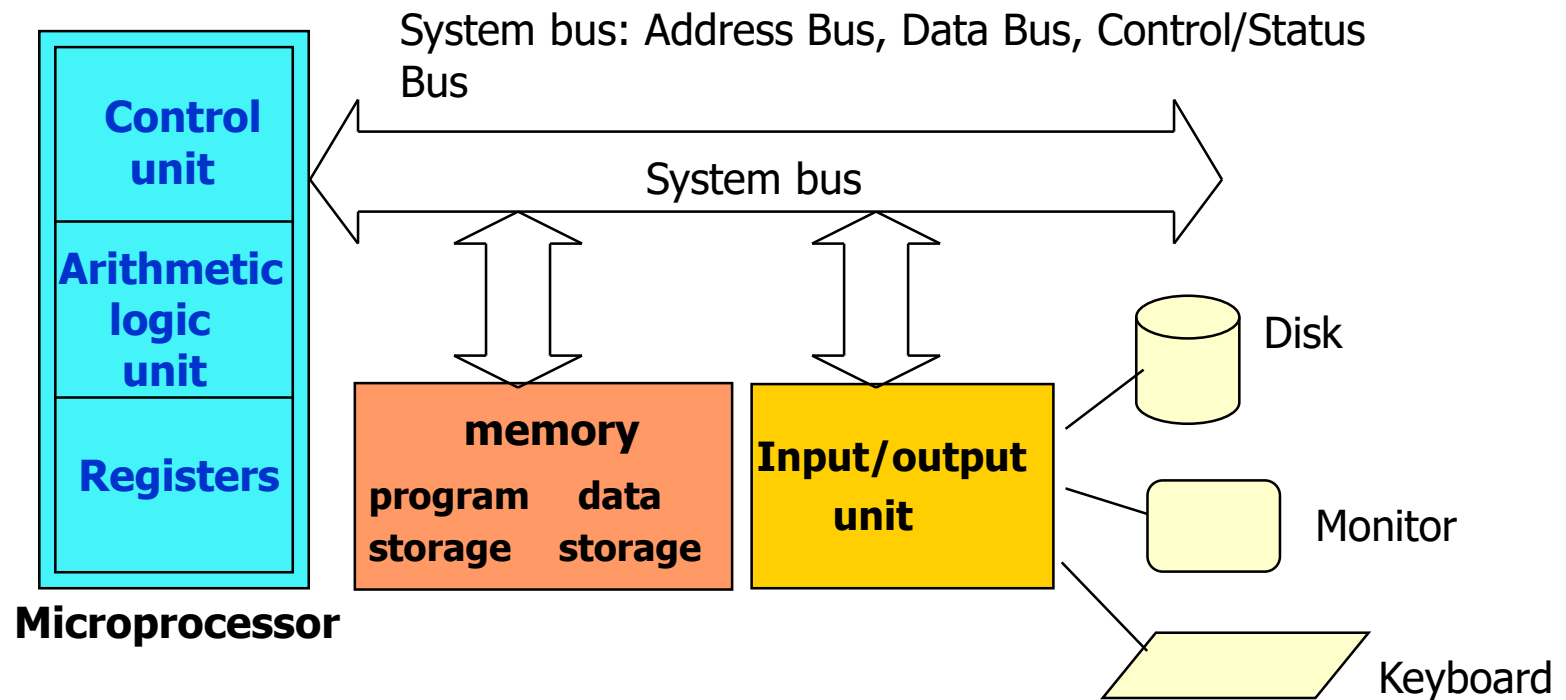 System bus: Address Bus, Data Bus, Control/Status
Bus
Control
unit
System bus
Arithmetic
logic
unit
Registers
Microprocessor
memory
program data
storage storage
Input/output
unit
Disk
Monitor
Keyboard